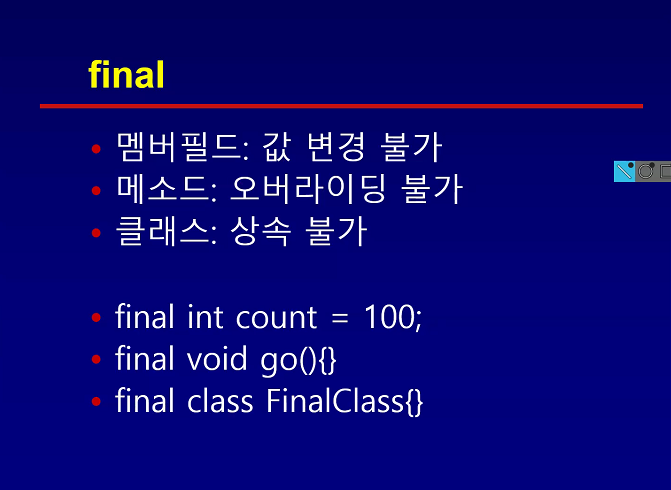 final
• 멤버필드: 값 변경 불가
• 메소드: 오버라이딩 불가
• 클래스: 상속 불가
• final int count = 100;
• final void go(){}
• final class FinalClass{}